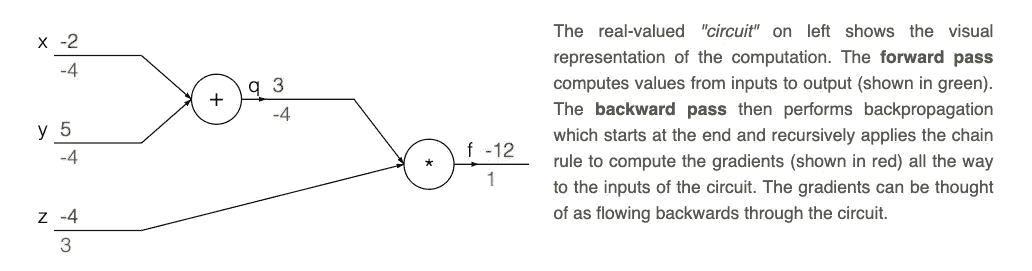 x -2
-4
y 5
-4
z -4
3
+
q 3
-4
*
f -12
1
The real-valued "circuit" on left shows the visual
representation of the computation. The forward pass
computes values from inputs to output (shown in green).
The backward pass then performs backpropagation
which starts at the end and recursively applies the chain
rule to compute the gradients (shown in red) all the way
to the inputs of the circuit. The gradients can be thought
of as flowing backwards through the circuit.